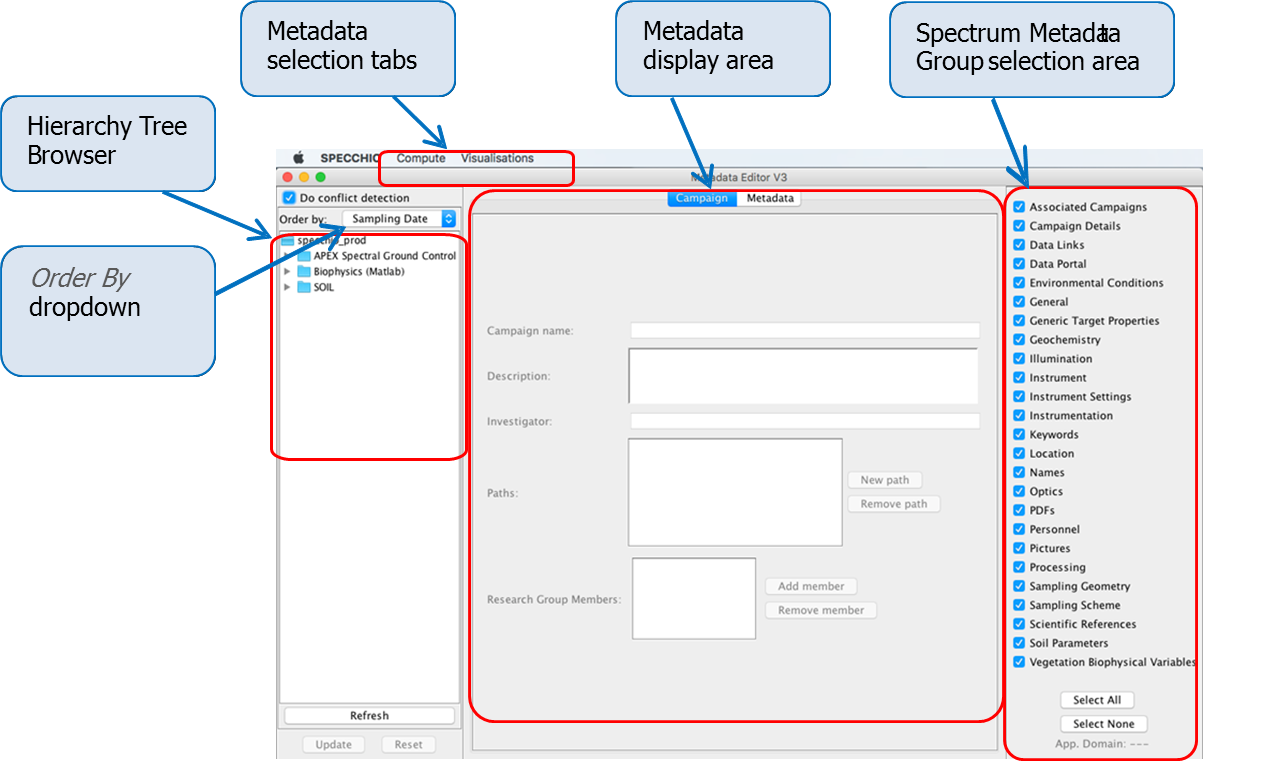 Metadata
selection tabs
Metadata
display area
Spectrum Metadata
Group selection area
Hierarchy Tree
Browser
Order By
dropdown
SPECCHIO Compute Visualisations
Metadata Editor V3
Do conflict detection
Order by: Sampling Date
specchio_prod
APEX Spectral Ground Control
Biophysics (Matlab)
SOIL
Refresh
Update Reset
Campaign Metadata
Campaign name:
Description:
Investigator:
Paths:
New path
Remove path
Research Group Members:
Add member
Remove member
Associated Campaigns
Campaign Details
Data Links
Data Portal
Environmental Conditions
General
Generic Target Properties
Geochemistry
Illumination
Instrument
Instrument Settings
Instrumentation
Keywords
Location
Names
Optics
PDFs
Personnel
Pictures
Processing
Sampling Geometry
Sampling Scheme
Scientific References
Soil Parameters
Vegetation Biophysical Variables
Select All
Select None
App. Domain: ---